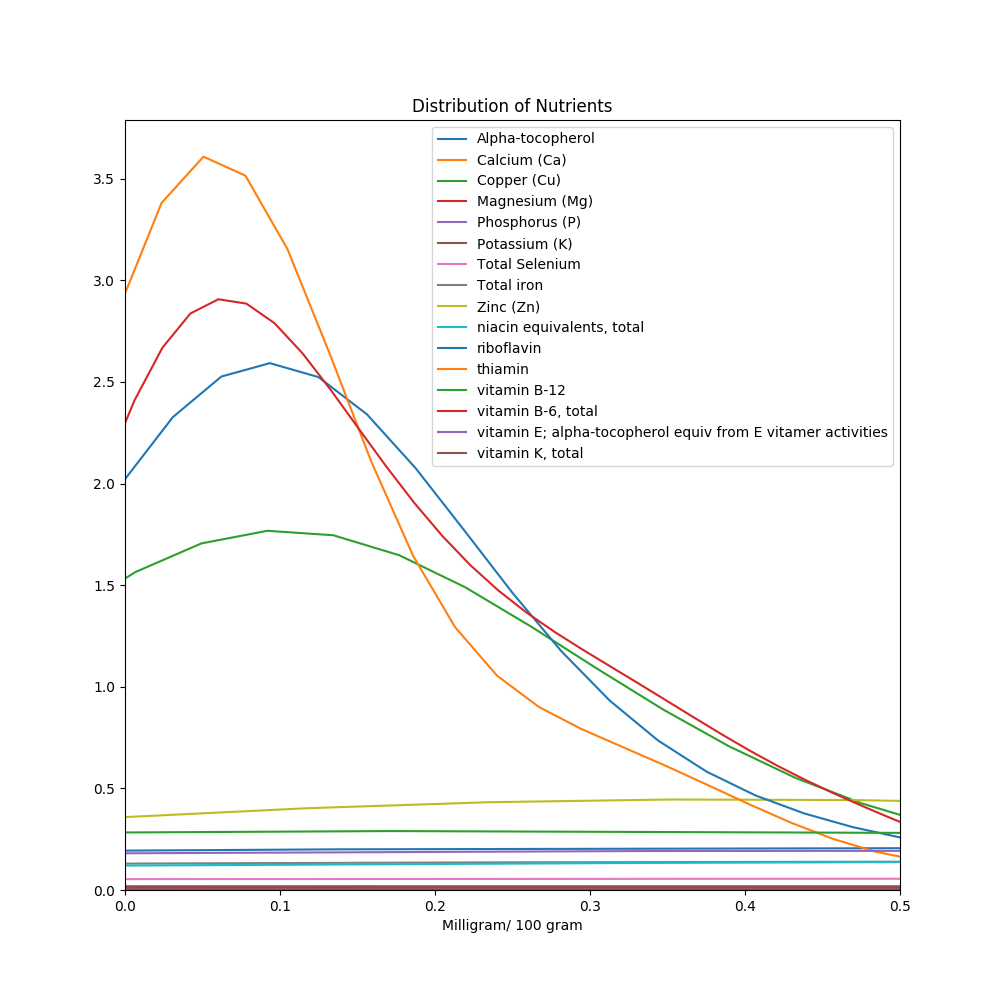 Distribution of Nutrients
3.5
3.0
2.5
2.0
1.5
1.0
0.5
0.0
Alpha-tocopherol
Calcium (Ca)
Copper (Cu)
Magnesium (Mg)
Phosphorus (P)
Potassium (K)
Total Selenium
Total iron
Zinc (Zn)
niacin equivalents, total
riboflavin
thiamin
vitamin B-12
vitamin B-6, total
vitamin E; alpha-tocopherol equiv from E vitamer activities
vitamin K, total
0.0 0.1 0.2 0.3 0.4 0.5
Milligram/ 100 gram